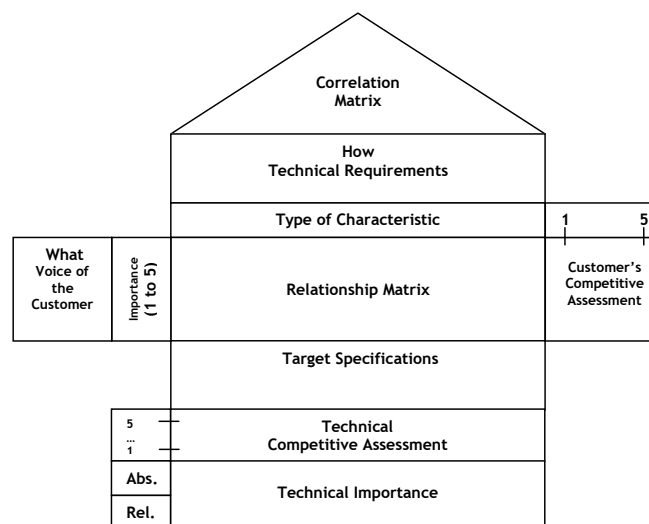 Correlation
Matrix
How
Technical Requirements
Type of Characteristic
1 5
What
Voice of
the
Customer
Importance
(1 to 5)
Relationship Matrix
Customer's
Competitive
Assessment
Target Specifications
5
...
1
Technical
Competitive Assessment
Abs.
Rel.
Technical Importance